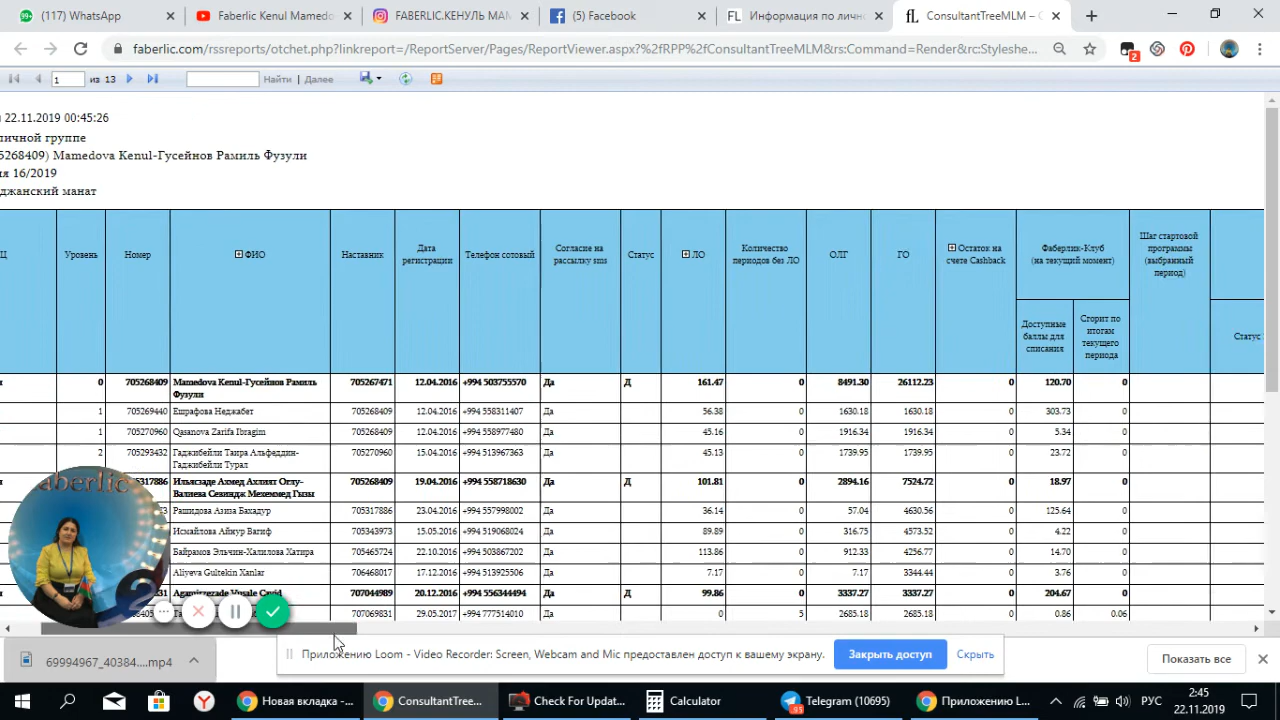 (117) WhatsApp
Faberlic Kenul Mamedo
FABERLIC.КЕНУЛЬ МАМ
(5) Facebook
Информация по личн
ConsultantTreeMLM –
faberlic.com/rssreports/otchet.php?linkreport=/ReportServer/Pages/ReportViewer.aspx?%2fRPP%2fConsultantTreeMLM&rs:Command=Render&rc:Styleshe...
2
1 из 13 Найти | Далее
22.11.2019 00:45:26
личной группе
5268409) Mamedova Kenul-Гусейнов Рамиль Фузули
ия 16/2019
джанский манат
Ц Уровень Номер ФИО Наставник Дата регистрации Телефон сотовый Согласие на рассылку sms Статус ЛО Количество периодов без ЛО ОЛГ ГО Остаток на счете Cashback Фаберлик-Клуб (на текущий момент) Шаг стартовой программы (выбранный период)
Доступные баллы для списания Сгорит по итогам текущего периода Статус
0 705268409 Mamedova Kenul-Гусейнов Рамиль Фузули 705267471 12.04.2016 +994 503755570 Да Д 161.47 0 8491.30 26112.23 0 120.70 0
1 705269440 Ешрафова Неджабет 705268409 12.04.2016 +994 558311407 Да 56.38 0 1630.18 1630.18 0 303.73 0
1 705270960 Qasanova Zarifa Ibragim 705268409 12.04.2016 +994 558977480 Да 45.16 0 1916.34 1916.34 0 5.34 0
2 705293432 Гаджибейли Таира Альфеддин-Гаджибейли Турал 705270960 15.04.2016 +994 513967363 Да 45.13 0 1739.95 1739.95 0 23.72 0
317886 Ильясзаде Ахмед Ахлият Оглу-Валиева Севиндж Мехеммед Гызы 705268409 19.04.2016 +994 558718630 Да Д 101.81 0 2894.16 7524.72 0 18.97 0
3 Рашидова Азиза Бахадур 705317886 23.04.2016 +994 557998002 Да 36.14 0 57.04 4630.56 0 125.64 0
Исмайлова Айнур Вагиф 705343973 15.05.2016 +994 519068024 Да 89.89 0 316.75 4573.52 0 4.22 0
Байрамов Эльчин-Халилова Хатира 705465724 22.10.2016 +994 503867202 Да 113.86 0 912.33 4256.77 0 14.70 0
Aliyeva Gultekin Xanlar 706468017 17.12.2016 +994 513925506 Да 7.17 0 7.17 3344.44 0 3.76 0
31 Agamirzezade Vusale Cavid 707044989 20.12.2016 +994 556344494 Да Д 99.86 0 3337.27 3337.27 0 204.67 0
707069831 29.05.2017 +994 777514010 Да 0 5 2685.18 2685.18 0 0.86 0.06
faberlic
69994967_40384....mp4
Приложению Loom - Video Recorder: Screen, Webcam and Mic предоставлен доступ к вашему экрану.
Закрыть доступ
Скрыть
Показать все
Новая вкладка -...
ConsultantTree...
Check For Updat...
Calculator
Telegram (10695)
Приложению L...
РУС
2:45
22.11.2019